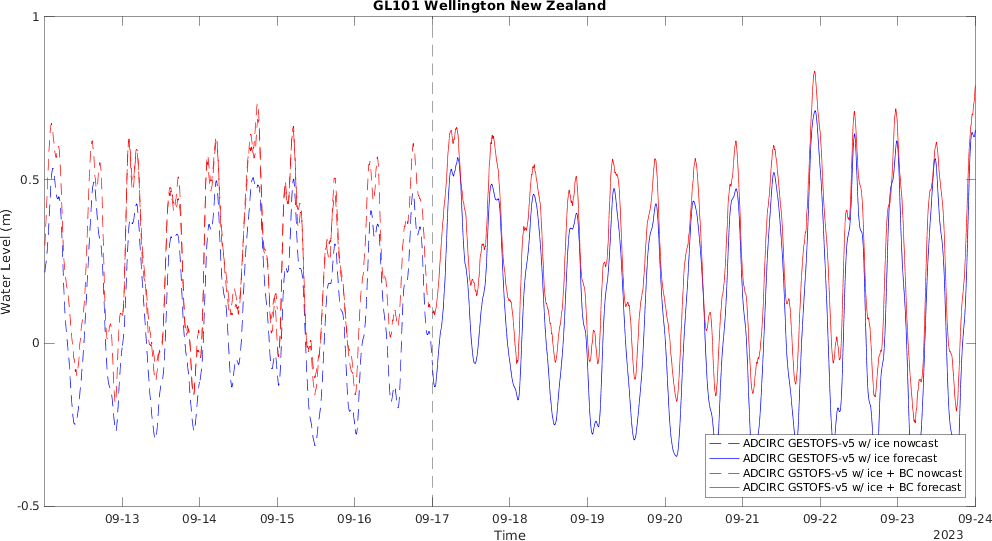 GL101 Wellington New Zealand
1
0.5
0
-0.5
Water Level (m)
ADCIRC GESTOFS-v5 w/ ice nowcast
ADCIRC GESTOFS-v5 w/ ice forecast
ADCIRC GSTOFS-v5 w/ ice + BC nowcast
ADCIRC GSTOFS-v5 w/ ice + BC forecast
09-13 09-14 09-15 09-16 09-17 09-18 09-19 09-20 09-21 09-22 09-23 09-24
Time
2023